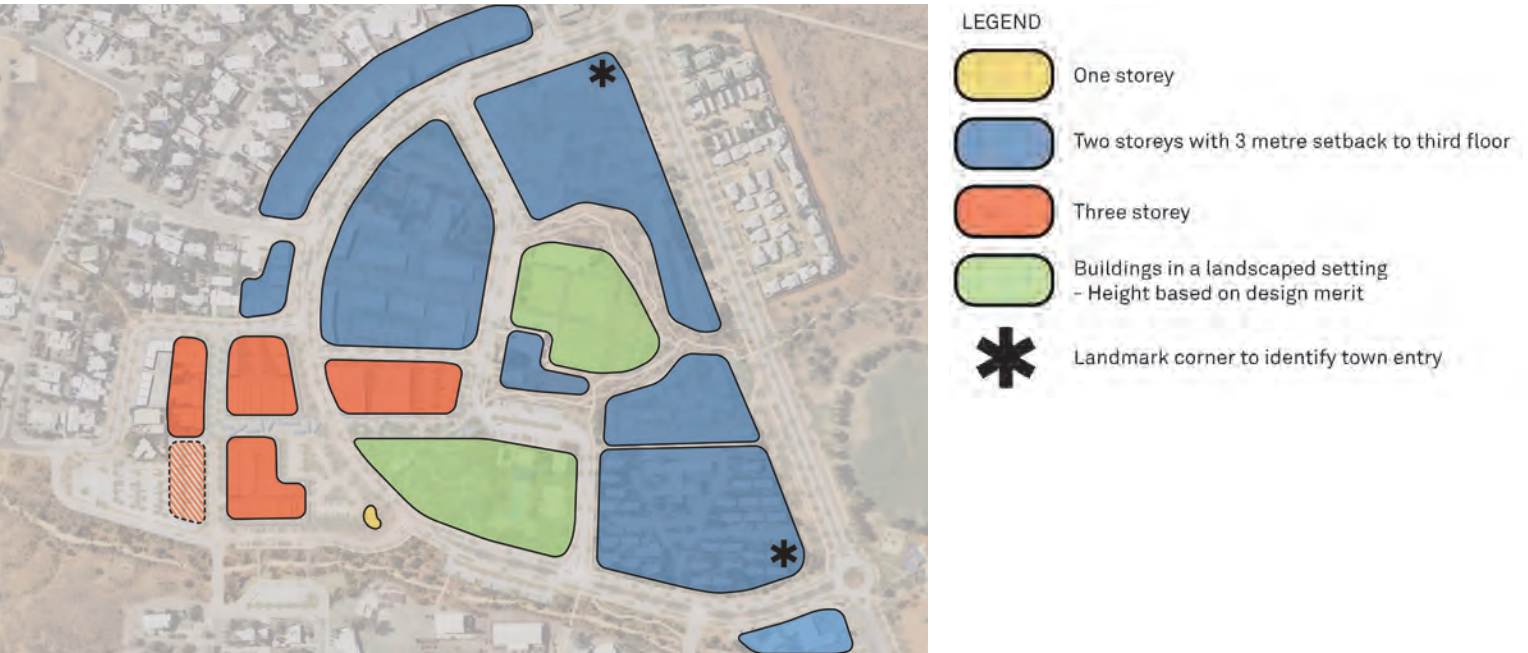 LEGEND
One storey
Two storeys with 3 metre setback to third floor
Three storey
Buildings in a landscaped setting
- Height based on design merit
Landmark corner to identify town entry